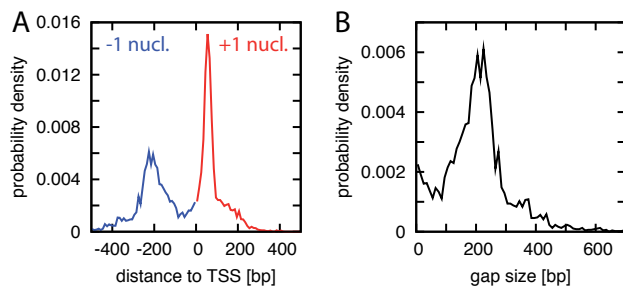 A
probability density
0.016
0.012
0.008
0.004
0
-1 nucl.
+1 nucl.
-400
-200
0
200
400
distance to TSS [bp]
B
probability density
0.006
0.004
0.002
0
0
200
400
600
gap size [bp]